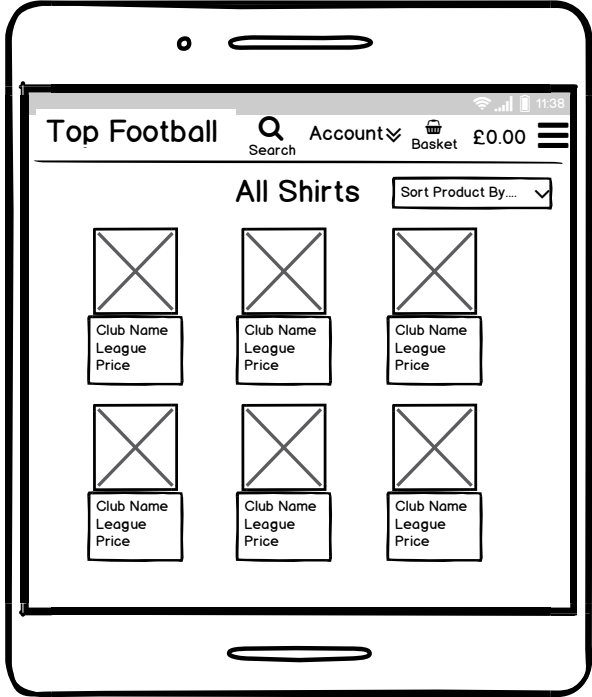 11:38
Top Football
Search
Account
Basket
£0.00
All Shirts
Sort Product By....
Club Name
League
Price
Club Name
League
Price
Club Name
League
Price
Club Name
League
Price
Club Name
League
Price
Club Name
League
Price